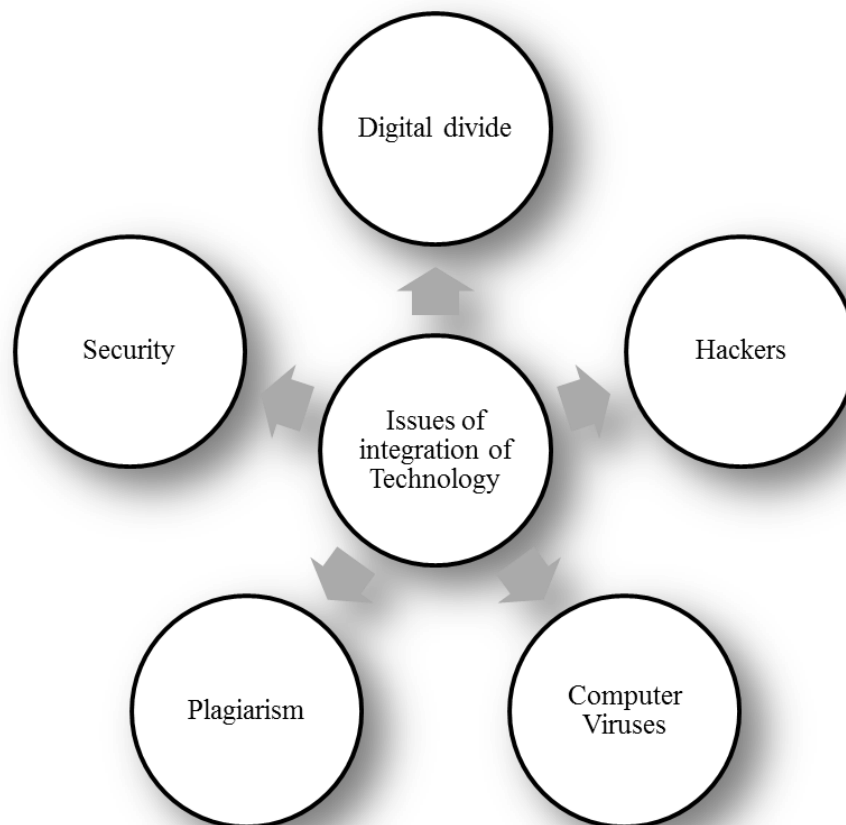 Digital divide
Security
Hackers
Issues of
integration of
Technology
Plagiarism
Computer
Viruses